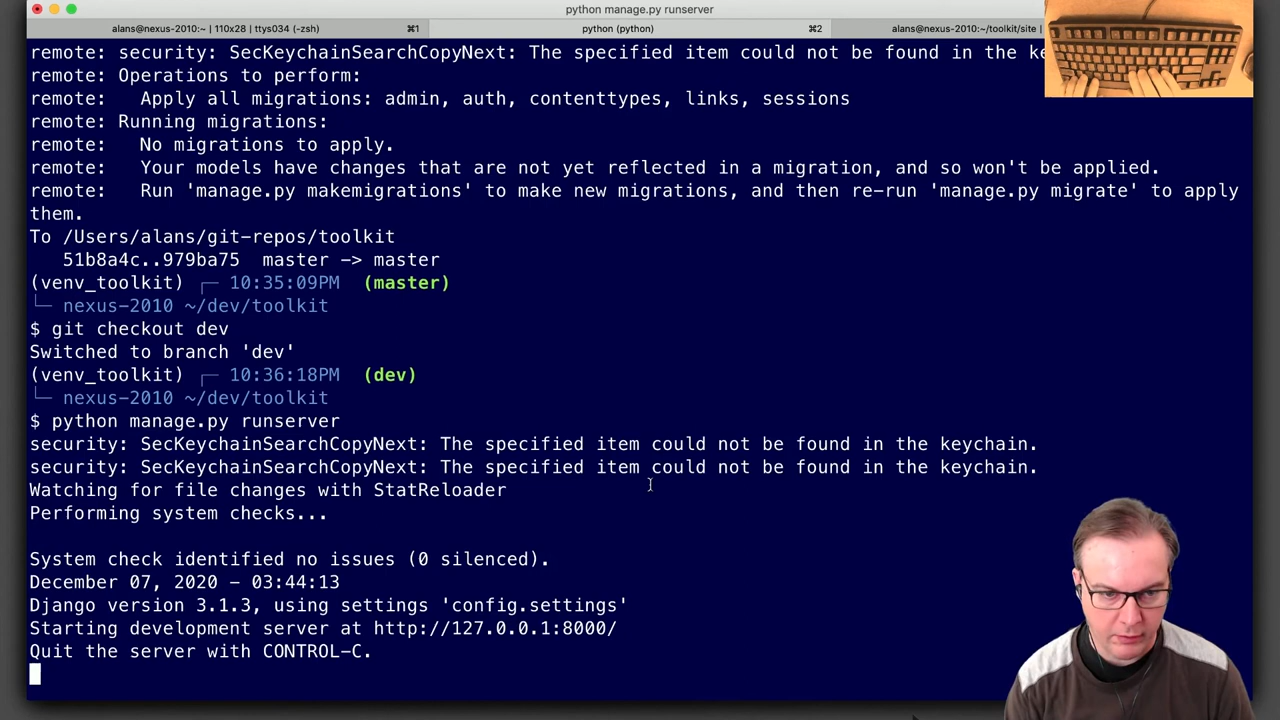 python manage.py runserver
alans@nexus-2010:~ | 110x28 | ttys034 (-zsh) ⌘1 python (python) ⌘2 alans@nexus-2010:~/toolkit/site |
remote: security: SecKeychainSearchCopyNext: The specified item could not be found in the
remote: Operations to perform:
remote:   Apply all migrations: admin, auth, contenttypes, links, sessions
remote: Running migrations:
remote:   No migrations to apply.
remote:   Your models have changes that are not yet reflected in a migration, and so won't be applied.
remote:   Run 'manage.py makemigrations' to make new migrations, and then re-run 'manage.py migrate' to apply
them.
To /Users/alans/git-repos/toolkit
   51b8a4c..979ba75  master -> master
(venv_toolkit) ┌─ 10:35:09PM  (master)
└─ nexus-2010 ~/dev/toolkit
$ git checkout dev
Switched to branch 'dev'
(venv_toolkit) ┌─ 10:36:18PM  (dev)
└─ nexus-2010 ~/dev/toolkit
$ python manage.py runserver
security: SecKeychainSearchCopyNext: The specified item could not be found in the keychain.
security: SecKeychainSearchCopyNext: The specified item could not be found in the keychain.
Watching for file changes with StatReloader
Performing system checks...
System check identified no issues (0 silenced).
December 07, 2020 - 03:44:13
Django version 3.1.3, using settings 'config.settings'
Starting development server at http://127.0.0.1:8000/
Quit the server with CONTROL-C.